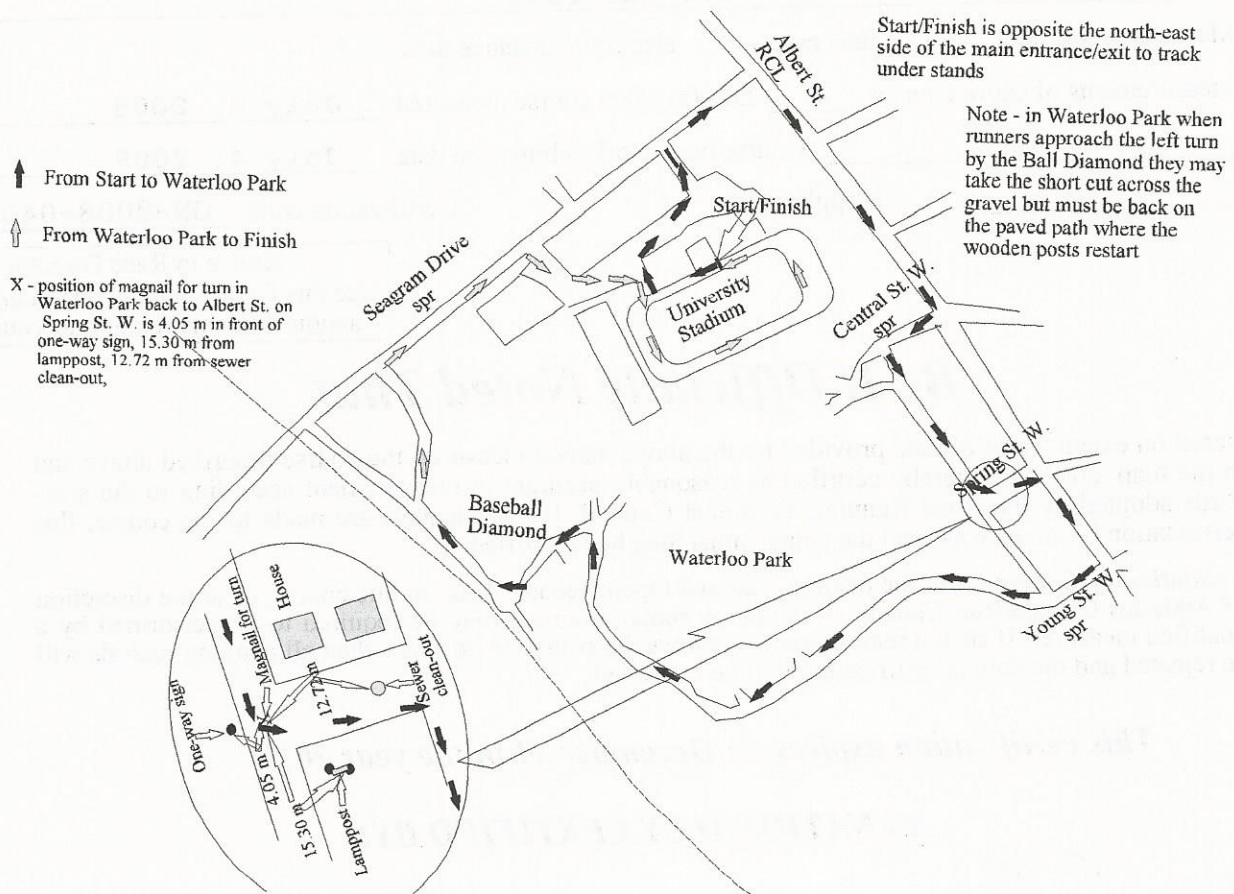 Start/Finish is opposite the north-east
side of the main entrance/exit to track
under stands
Note - in Waterloo Park when
runners approach the left turn
by the Ball Diamond they may
take the short cut across the
gravel but must be back on
the paved path where the
wooden posts restart
From Start to Waterloo Park
From Waterloo Park to Finish
X - position of magnail for turn in
Waterloo Park back to Albert St. on
Spring St. W. is 4.05 m in front of
one-way sign, 15.30 m from
lamppost, 12.72 m from sewer
clean-out,
Albert St.
RCL
Start/Finish
Seagram Drive
spr
University
Stadium
Central St. W.
spr
Spring St. W.
Baseball
Diamond
Waterloo Park
Young St. W.
spr
Magnail for turn
House
12.72 m
Sewer
clean-out
One-way sign
4.05 m
15.30 m
Lamppost